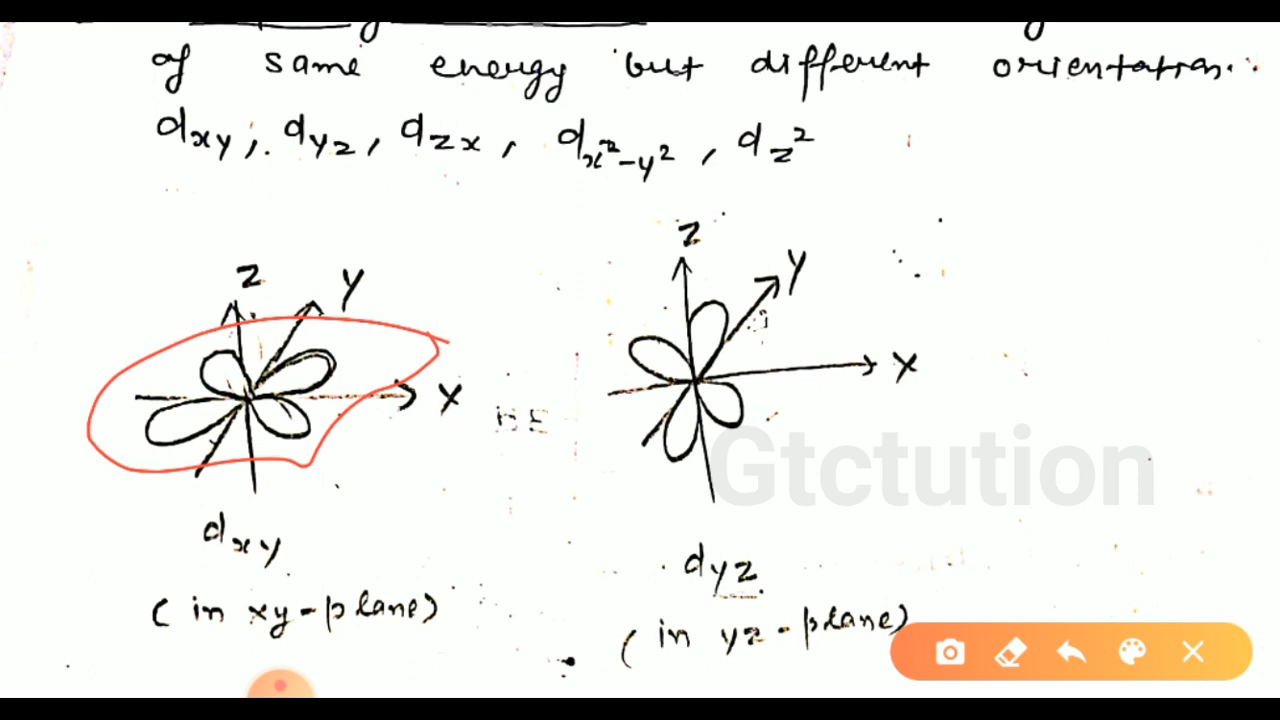 of same energy but different orientation.
dxy, dyz, dzx, dx²-y², dz²
Z Y Z Y
X X
Gtctution
dxy dyz
(in xy-plane) (in yz-plane)